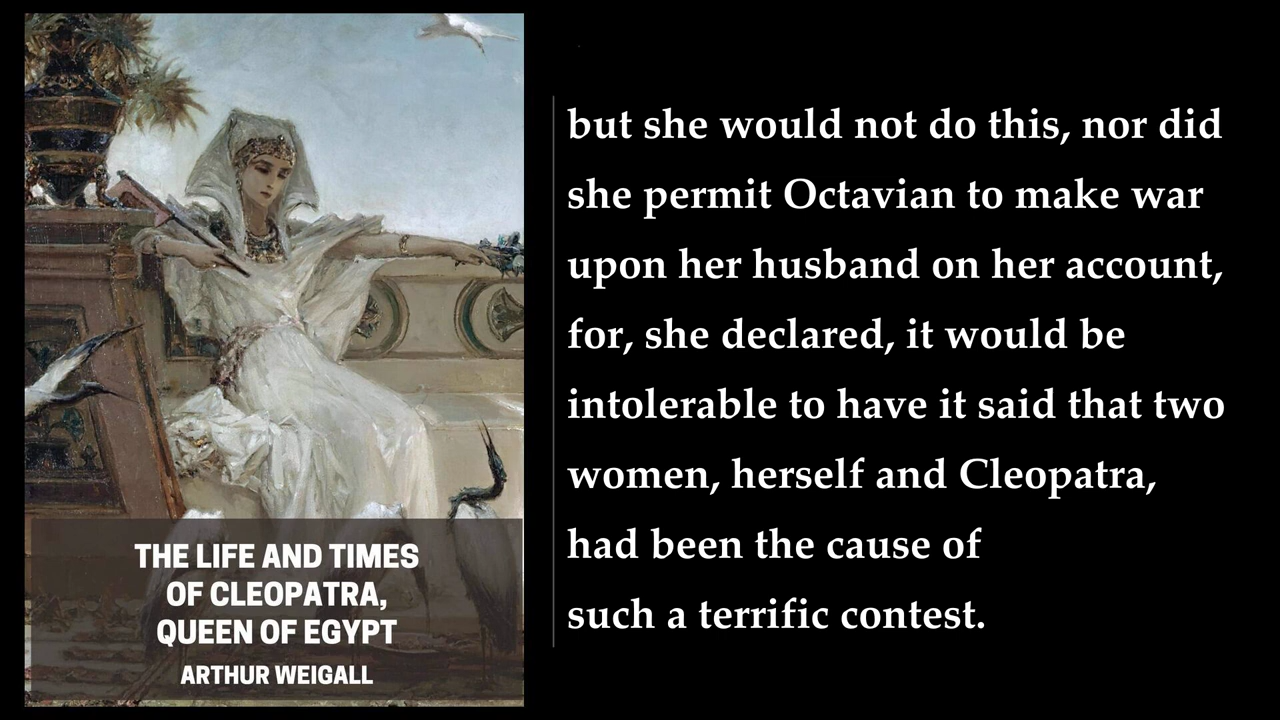 THE LIFE AND TIMES
OF CLEOPATRA,
QUEEN OF EGYPT
ARTHUR WEIGALL
but she would not do this, nor did
she permit Octavian to make war
upon her husband on her account,
for, she declared, it would be
intolerable to have it said that two
women, herself and Cleopatra,
had been the cause of
such a terrific contest.